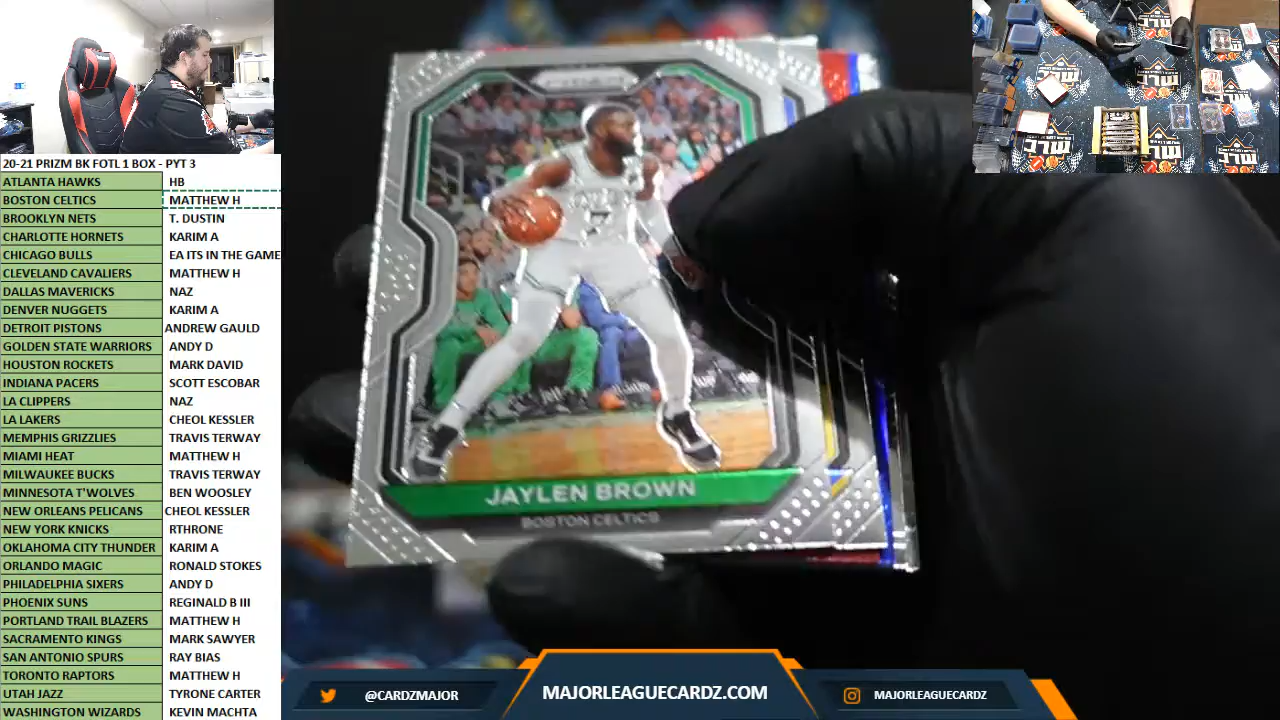 20-21 PRIZM BK FOTL 1 BOX - PYT 3
ATLANTA HAWKS HB
BOSTON CELTICS MATTHEW H
BROOKLYN NETS T. DUSTIN
CHARLOTTE HORNETS KARIM A
CHICAGO BULLS EA ITS IN THE GAME
CLEVELAND CAVALIERS MATTHEW H
DALLAS MAVERICKS NAZ
DENVER NUGGETS KARIM A
DETROIT PISTONS ANDREW GAULD
GOLDEN STATE WARRIORS ANDY D
HOUSTON ROCKETS MARK DAVID
INDIANA PACERS SCOTT ESCOBAR
LA CLIPPERS NAZ
LA LAKERS CHEOL KESSLER
MEMPHIS GRIZZLIES TRAVIS TERWAY
MIAMI HEAT MATTHEW H
MILWAUKEE BUCKS TRAVIS TERWAY
MINNESOTA T'WOLVES BEN WOOSLEY
NEW ORLEANS PELICANS CHEOL KESSLER
NEW YORK KNICKS RTHRONE
OKLAHOMA CITY THUNDER KARIM A
ORLANDO MAGIC RONALD STOKES
PHILADELPHIA SIXERS ANDY D
PHOENIX SUNS REGINALD B III
PORTLAND TRAIL BLAZERS MATTHEW H
SACRAMENTO KINGS MARK SAWYER
SAN ANTONIO SPURS RAY BIAS
TORONTO RAPTORS MATTHEW H
UTAH JAZZ TYRONE CARTER
WASHINGTON WIZARDS KEVIN MACHTA
PRIZM
7
JAYLEN BROWN
BOSTON CELTICS
@CARDZMAJOR
MAJORLEAGUECARDZ.COM
MAJORLEAGUECARDZ